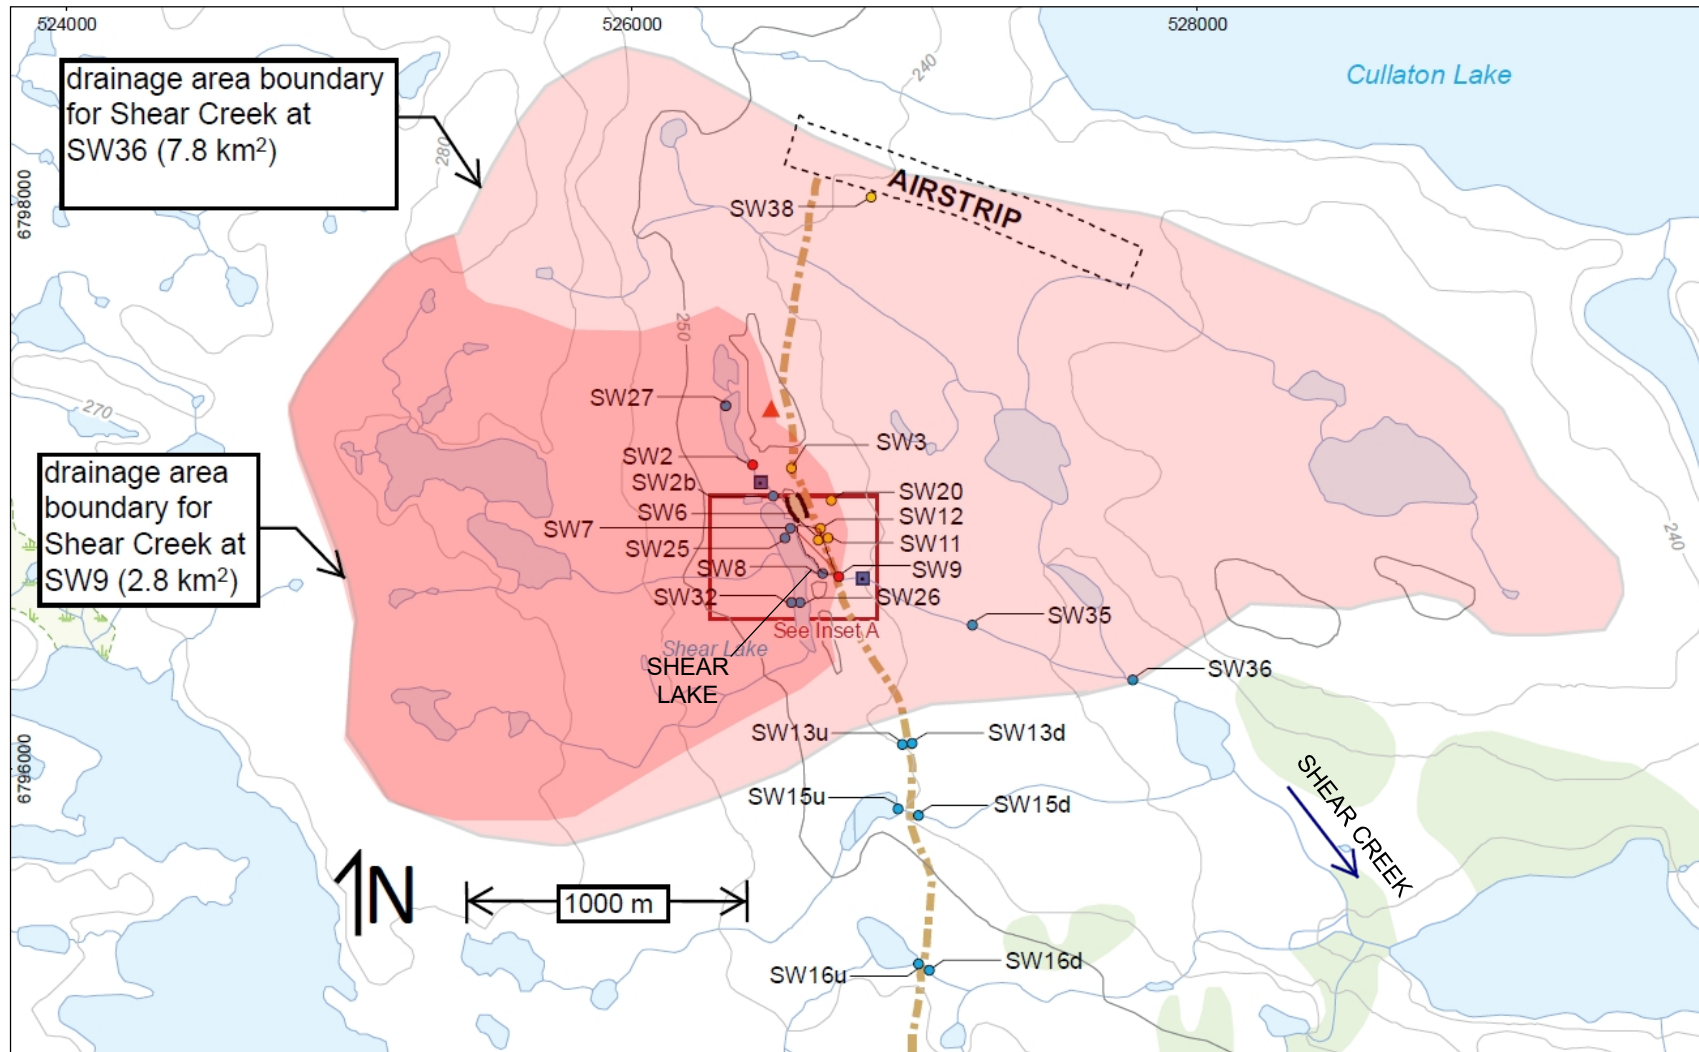 524000
526000
528000
drainage area boundary
for Shear Creek at
SW36 (7.8 km²)
240
Cullaton Lake
280
6798000
AIRSTRIP
SW38
250
270
SW27
SW3
SW2
SW2b
SW20
SW6
SW12
SW7
SW25
SW11
SW8
SW9
SW32
SW26
drainage area
boundary for
Shear Creek at
SW9 (2.8 km²)
240
SW35
See Inset A
Shear Lake
SHEAR
LAKE
SW36
SW13u
SW13d
6796000
SW15u
SW15d
SHEAR CREEK
N
1000 m
SW16u
SW16d